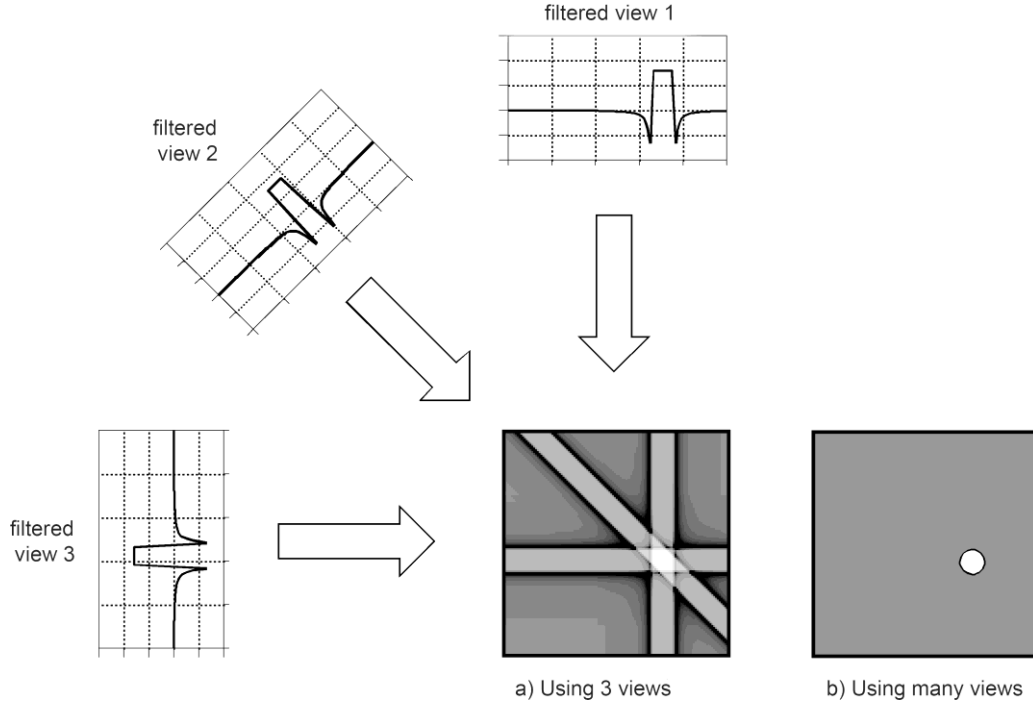 filtered view 1
filtered
view 2
filtered
view 3
a) Using 3 views
b) Using many views